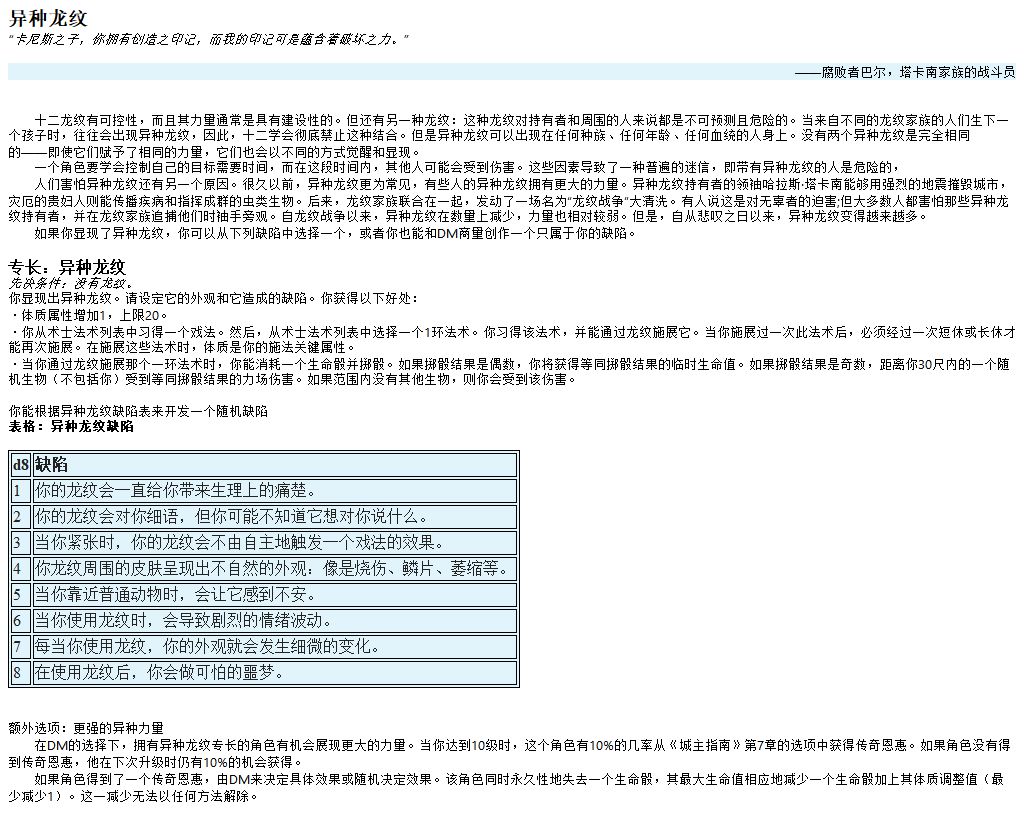 异种龙纹
“卡尼斯之子，你拥有创造之印记，而我的印记可是蕴含着破坏之力。”
——腐败者巴尔，塔卡南家族的战斗员
十二龙纹有可控性，而且其力量通常是具有建设性的。但还有另一种龙纹：这种龙纹对持有者和周围的人来说都是不可预测且危险的。当来自不同的龙纹家族的人们生下一
个孩子时，往往会出现异种龙纹，因此，十二学会彻底禁止这种结合。但是异种龙纹可以出现在任何种族、任何年龄、任何血统的人身上。没有两个异种龙纹是完全相同
的——即使它们赋予了相同的力量，它们也会以不同的方式觉醒和显现。
一个角色要学会控制自己的目标需要时间，而在这段时间内，其他人可能会受到伤害。这些因素导致了一种普遍的迷信，即带有异种龙纹的人是危险的，
人们害怕异种龙纹还有另一个原因。很久以前，异种龙纹更为常见，有些人的异种龙纹拥有更大的力量。异种龙纹持有者的领袖哈拉斯·塔卡南能够用强烈的地震摧毁城市，
灾厄的贵妇人则能传播疾病和指挥成群的虫类生物。后来，龙纹家族联合在一起，发动了一场名为“龙纹战争”大清洗。有人说这是对无辜者的迫害;但大多数人都害怕那些异种龙
纹持有者，并在龙纹家族追捕他们时袖手旁观。自龙纹战争以来，异种龙纹在数量上减少，力量也相对较弱。但是，自从悲叹之日以来，异种龙纹变得越来越多。
如果你显现了异种龙纹，你可以从下列缺陷中选择一个，或者你也能和DM商量创作一个只属于你的缺陷。
专长：异种龙纹
先决条件：没有龙纹。
你显现出异种龙纹。请设定它的外观和它造成的缺陷。你获得以下好处：
·体质属性增加1，上限20。
·你从术士法术列表中习得一个戏法。然后，从术士法术列表中选择一个1环法术。你习得该法术，并能通过龙纹施展它。当你施展过一次此法术后，必须经过一次短休或长休才
能再次施展。在施展这些法术时，体质是你的施法关键属性。
·当你通过龙纹施展那个一环法术时，你能消耗一个生命骰并掷骰。如果掷骰结果是偶数，你将获得等同掷骰结果的临时生命值。如果掷骰结果是奇数，距离你30尺内的一个随
机生物（不包括你）受到等同掷骰结果的力场伤害。如果范围内没有其他生物，则你会受到该伤害。
你能根据异种龙纹缺陷表来开发一个随机缺陷
表格：异种龙纹缺陷
d8 缺陷
1 你的龙纹会一直给你带来生理上的痛楚。
2 你的龙纹会对你细语，但你可能不知道它想对你说什么。
3 当你紧张时，你的龙纹会不由自主地触发一个戏法的效果。
4 你龙纹周围的皮肤呈现出不自然的外观：像是烧伤、鳞片、萎缩等。
5 当你靠近普通动物时，会让它感到不安。
6 当你使用龙纹时，会导致剧烈的情绪波动。
7 每当你使用龙纹，你的外观就会发生细微的变化。
8 在使用龙纹后，你会做可怕的噩梦。
额外选项：更强的异种力量
在DM的选择下，拥有异种龙纹专长的角色有机会展现更大的力量。当你达到10级时，这个角色有10%的几率从《城主指南》第7章的选项中获得传奇恩惠。如果角色没有得
到传奇恩惠，他在下次升级时仍有10%的机会获得。
如果角色得到了一个传奇恩惠，由DM来决定具体效果或随机决定效果。该角色同时永久性地失去一个生命骰，其最大生命值相应地减少一个生命骰加上其体质调整值（最
少减少1）。这一减少无法以任何方法解除。